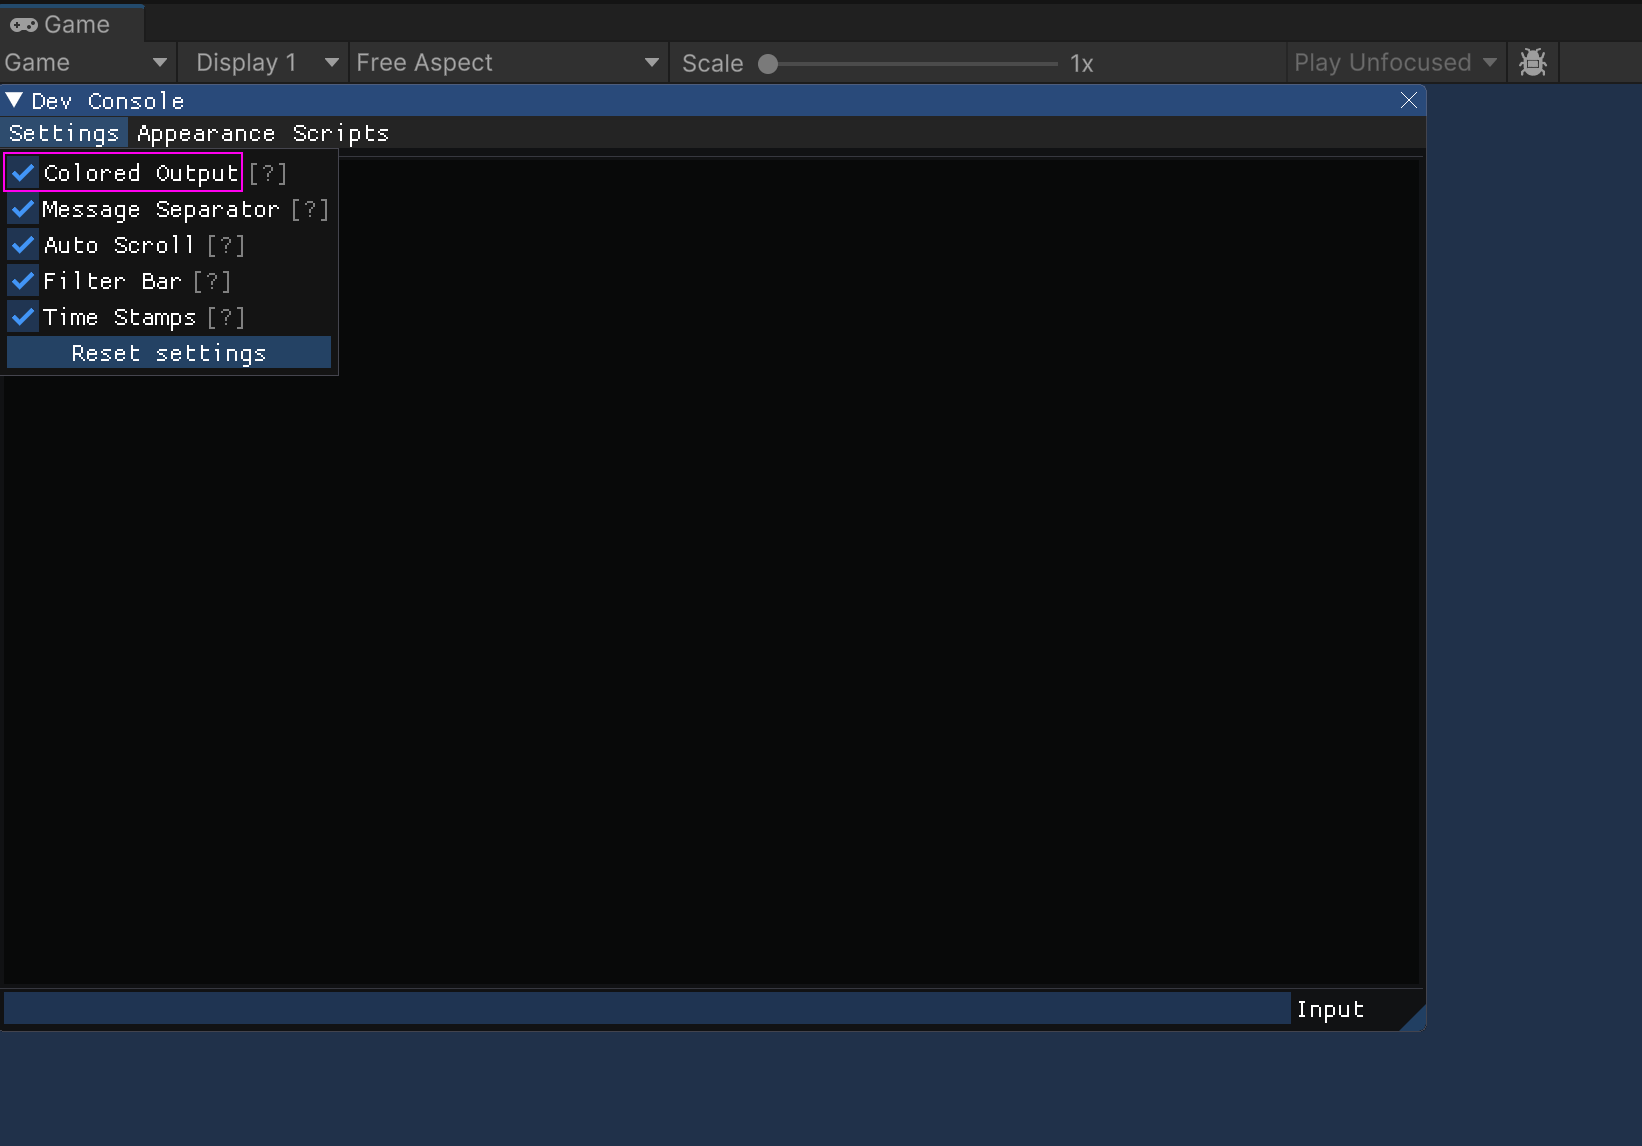 Game
Game Display 1 Free Aspect Scale 1x Play Unfocused
Dev Console
Settings Appearance Scripts
Colored Output [?]
Message Separator [?]
Auto Scroll [?]
Filter Bar [?]
Time Stamps [?]
Reset settings
Input